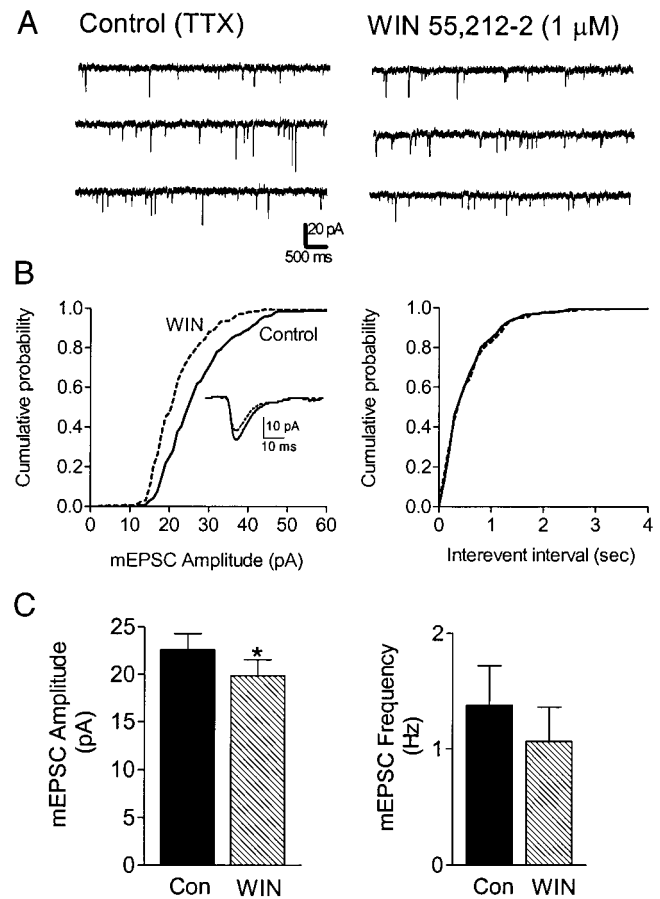 A
Control (TTX)
WIN 55,212-2 (1 μM)
20 pA
500 ms
B
Cumulative probability
1.0
0.8
0.6
0.4
0.2
0.0
WIN
Control
10 pA
10 ms
0 10 20 30 40 50 60
mEPSC Amplitude (pA)
Cumulative probability
1.0
0.8
0.6
0.4
0.2
0.0
0 1 2 3 4
Interevent interval (sec)
C
mEPSC Amplitude
(pA)
25
20
15
10
5
0
*
Con WIN
mEPSC Frequency
(Hz)
2
1
0
Con WIN